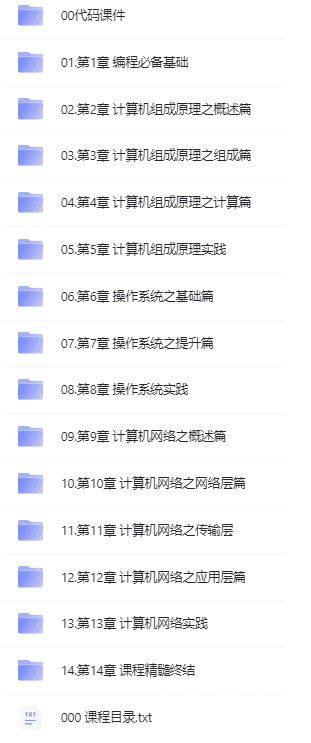 00代码课件
01.第1章 编程必备基础
02.第2章 计算机组成原理之概述篇
03.第3章 计算机组成原理之组成篇
04.第4章 计算机组成原理之计算篇
05.第5章 计算机组成原理实践
06.第6章 操作系统之基础篇
07.第7章 操作系统之提升篇
08.第8章 操作系统实践
09.第9章 计算机网络之概述篇
10.第10章 计算机网络之网络层篇
11.第11章 计算机网络之传输层
12.第12章 计算机网络之应用层篇
13.第13章 计算机网络实践
14.第14章 课程精髓终结
TXT
000 课程目录.txt